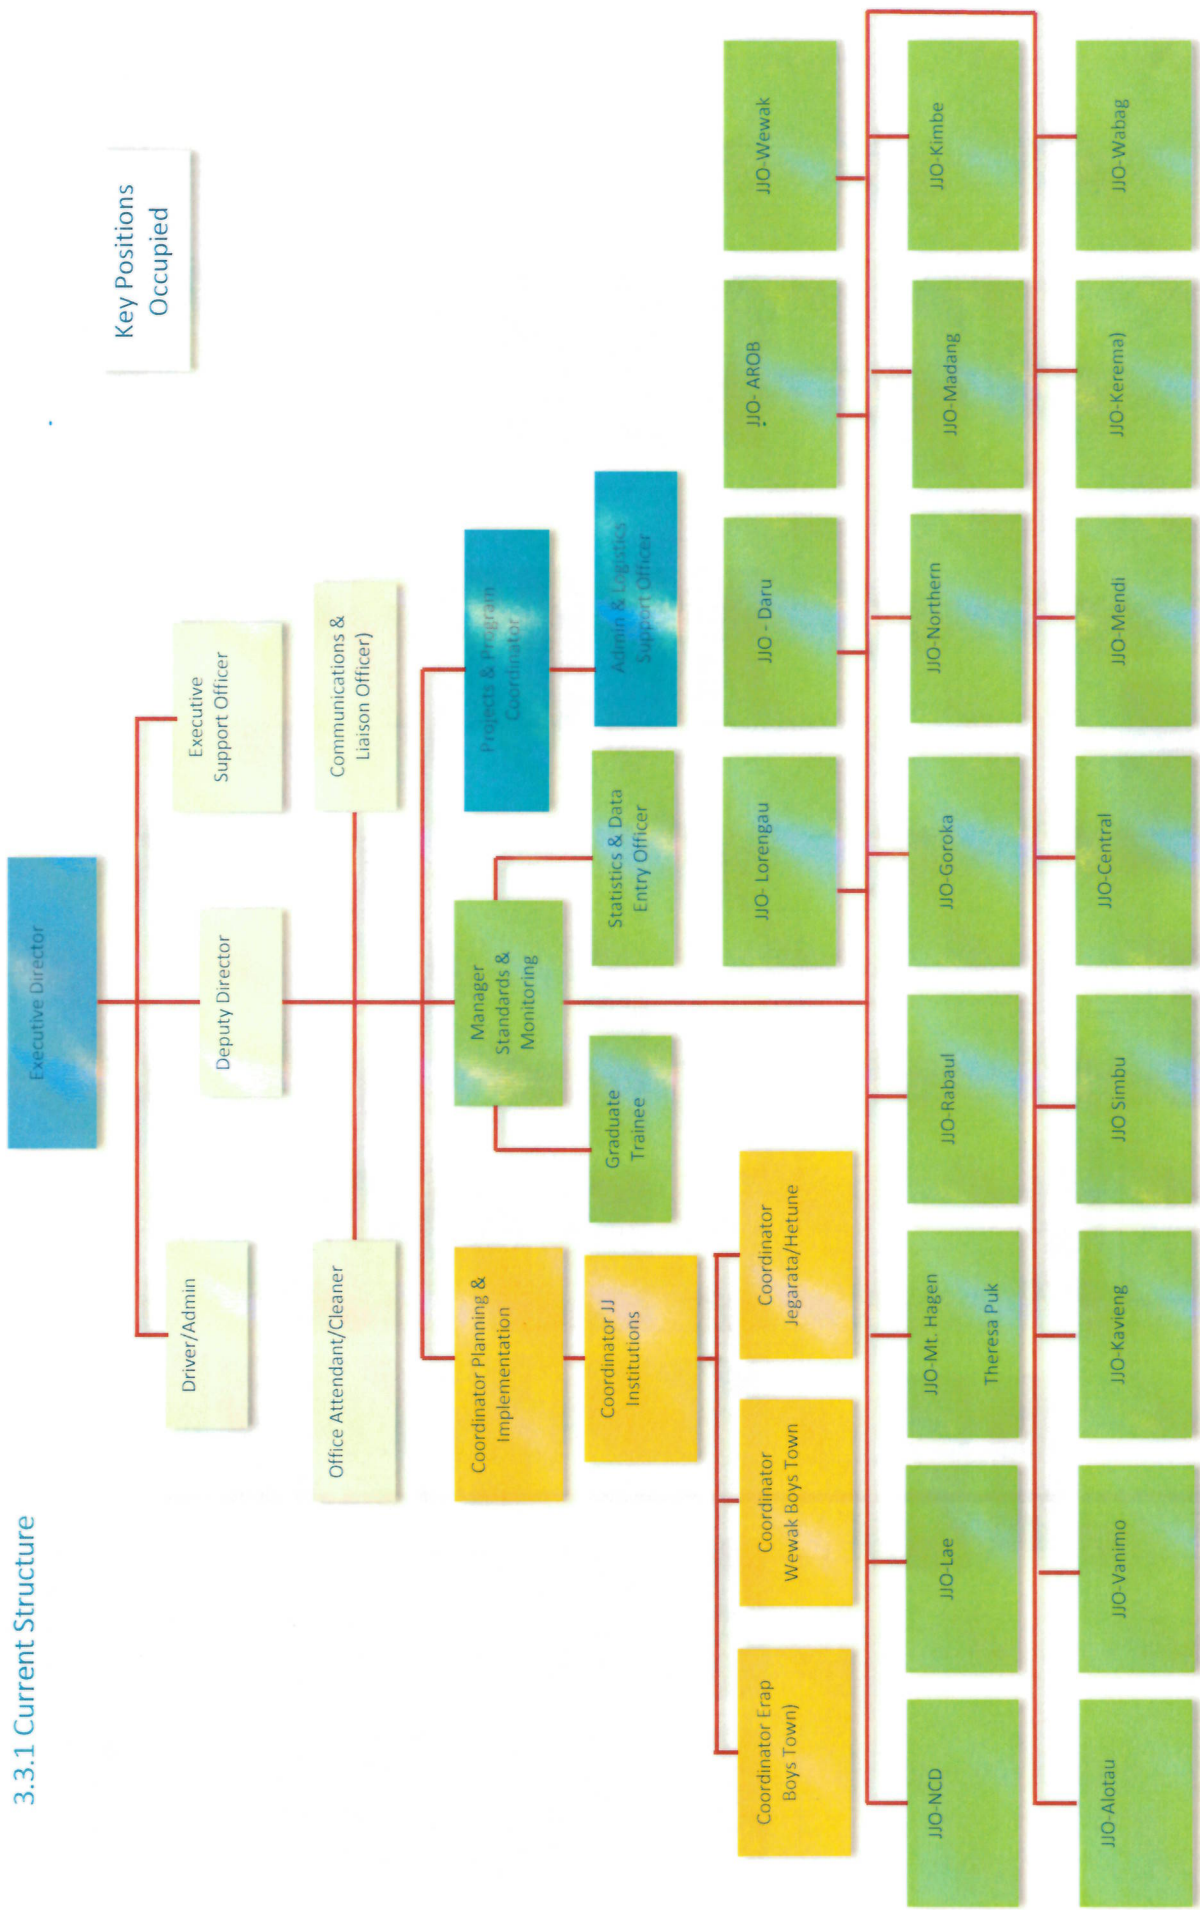 3.3.1 Current Structure
Key Positions
Occupied
Executive Director
Driver/Admin
Deputy Director
Executive
Support Officer
Office Attendant/Cleaner
Communications &
Liaison Officer)
Coordinator Planning &
Implementation
Manager
Standards &
Monitoring
Projects & Program
Coordinator
Coordinator JJ
Institutions
Graduate
Trainee
Statistics & Data
Entry Officer
Admin & Logistics
Support Officer
Coordinator Erap
Boys Town)
Coordinator
Wewak Boys Town
Coordinator
Jegarata/Hetune
JJO- Lorengau
JJO - Daru
JJO- AROB
JJO-Wewak
JJO-NCD
JJO-Lae
JJO-Mt. Hagen
Theresa Puk
JJO-Rabaul
JJO-Goroka
JJO-Northern
JJO-Madang
JJO-Kimbe
JJO-Alotau
JJO-Vanimo
JJO-Kavieng
JJO Simbu
JJO-Central
JJO-Mendi
JJO-Kerema)
JJO-Wabag